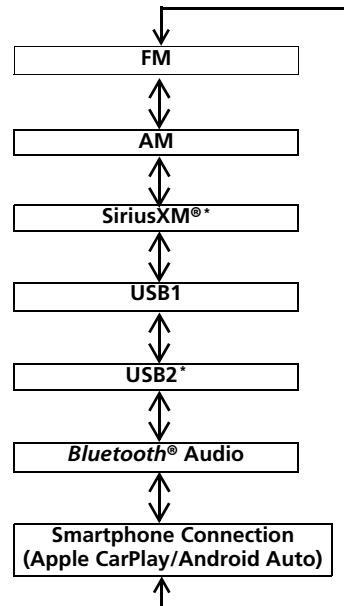 FM
AM
SiriusXM®*
USB1
USB2*
Bluetooth® Audio
Smartphone Connection
(Apple CarPlay/Android Auto)